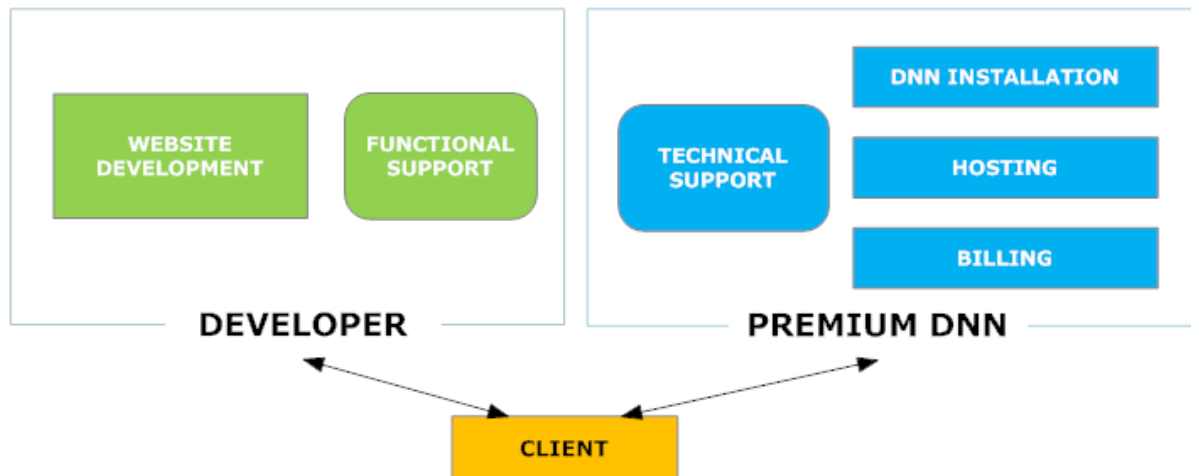 WEBSITE
DEVELOPMENT
FUNCTIONAL
SUPPORT
DEVELOPER
TECHNICAL
SUPPORT
DNN INSTALLATION
HOSTING
BILLING
PREMIUM DNN
CLIENT